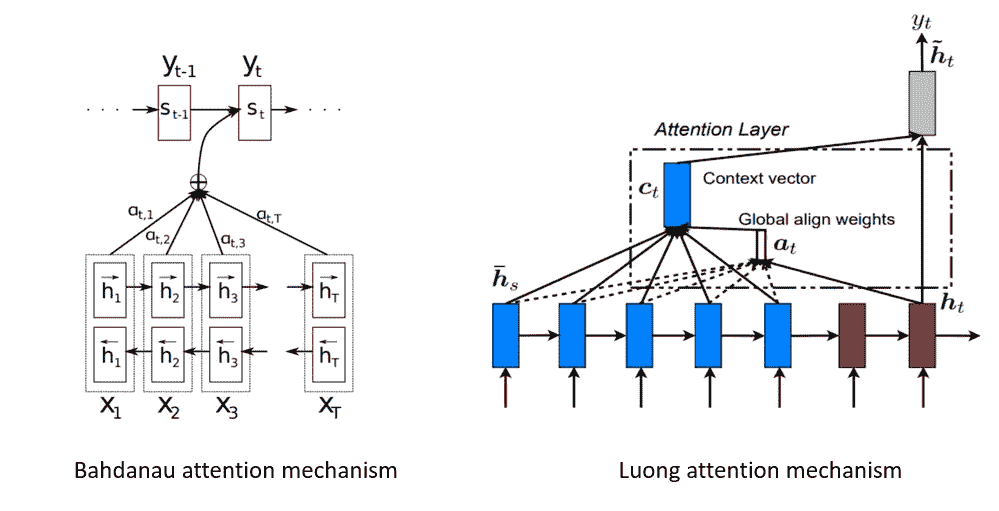 y_{t-1} y_t
. . . s_{t-1} s_t . . .
a_{t,1} a_{t,2} a_{t,3} a_{t,T}
\overrightarrow{h}_1 \overrightarrow{h}_2 \overrightarrow{h}_3 \overrightarrow{h}_T
\overleftarrow{h}_1 \overleftarrow{h}_2 \overleftarrow{h}_3 \overleftarrow{h}_T
x_1 x_2 x_3 x_T
Bahdanau attention mechanism
y_t
\tilde{h}_t
Attention Layer
c_t
Context vector
Global align weights
a_t
\bar{h}_s
h_t
Luong attention mechanism